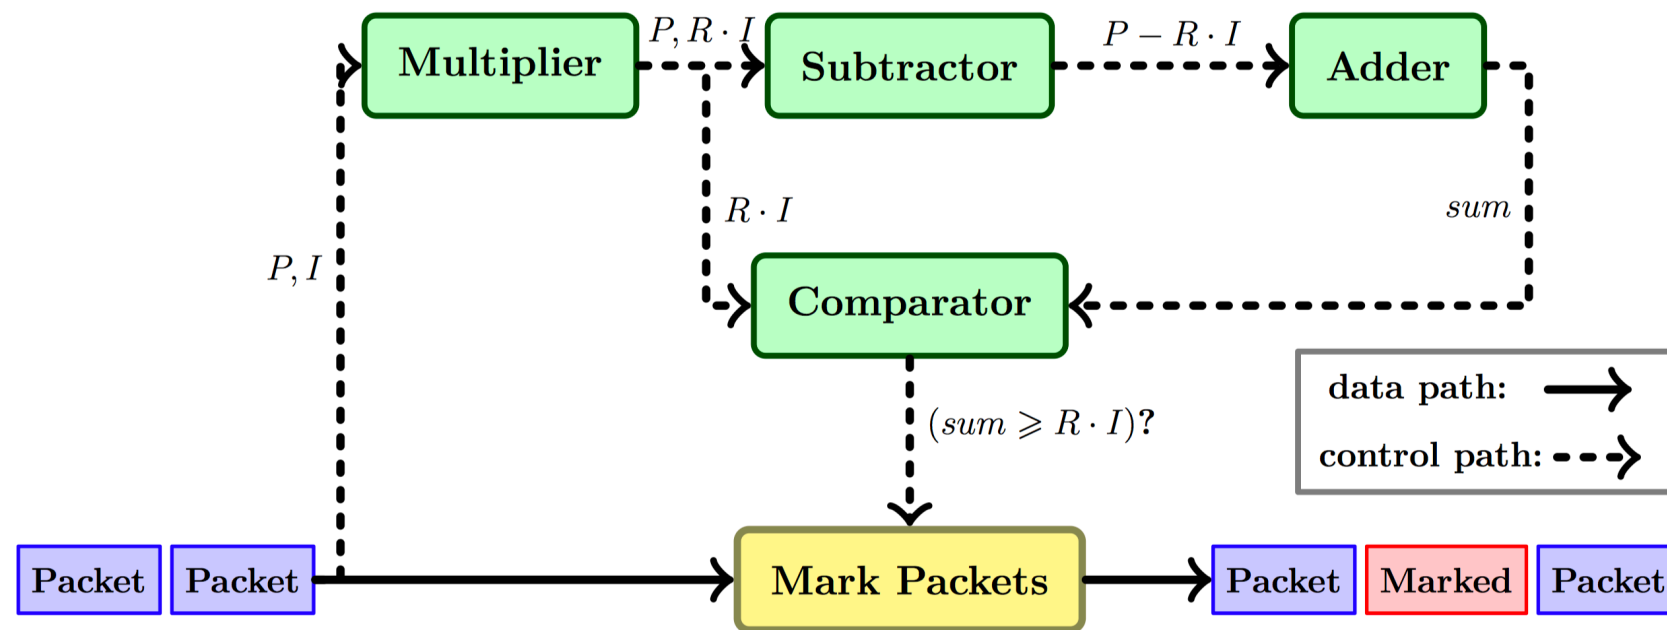 Multiplier
P, R · I
Subtractor
P − R · I
Adder
P, I
R · I
sum
Comparator
(sum ⩾ R · I)?
data path:
control path:
Packet
Packet
Mark Packets
Packet
Marked
Packet